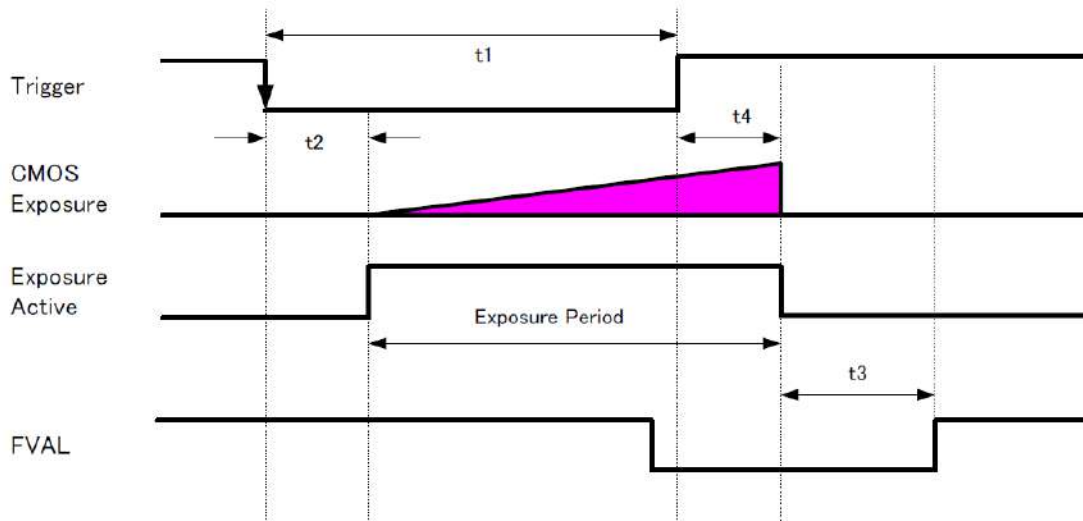 t1
Trigger
t2
t4
CMOS
Exposure
Exposure
Active
Exposure Period
t3
FVAL